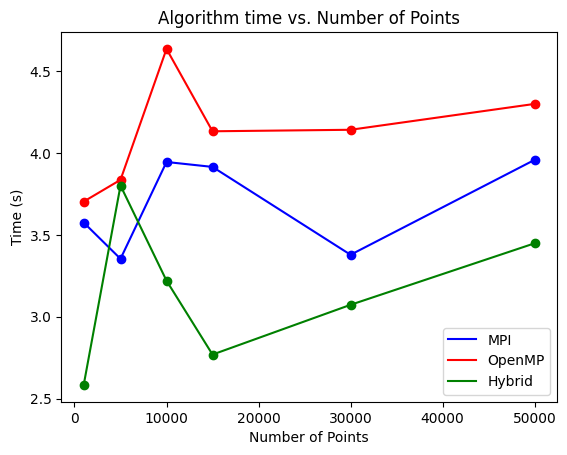 Algorithm time vs. Number of Points
4.5
4.0
3.5
3.0
2.5
Time (s)
MPI
OpenMP
Hybrid
0 10000 20000 30000 40000 50000
Number of Points